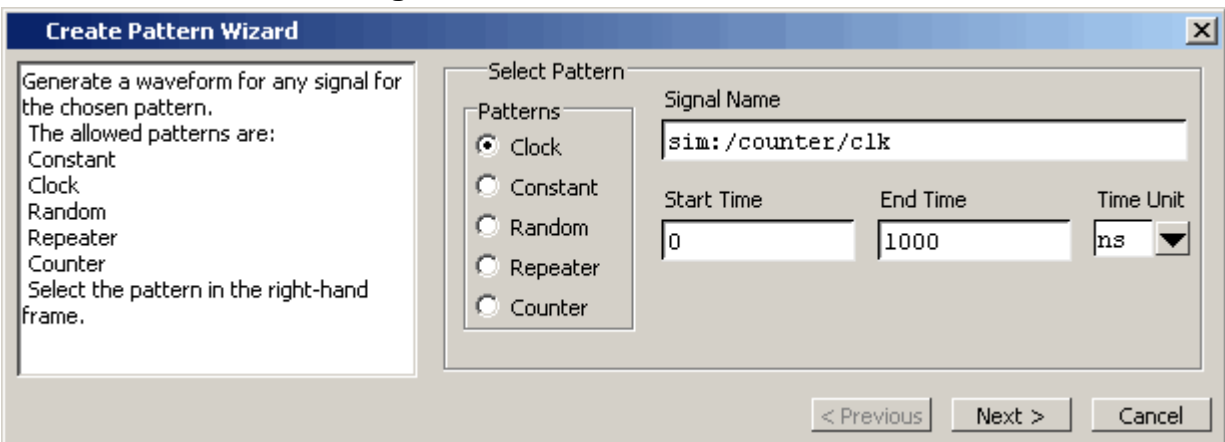 Create Pattern Wizard
Generate a waveform for any signal for
the chosen pattern.
The allowed patterns are:
Constant
Clock
Random
Repeater
Counter
Select the pattern in the right-hand
frame.
Select Pattern
Patterns
Clock
Constant
Random
Repeater
Counter
Signal Name
sim:/counter/clk
Start Time End Time Time Unit
0 1000 ns
< Previous Next > Cancel